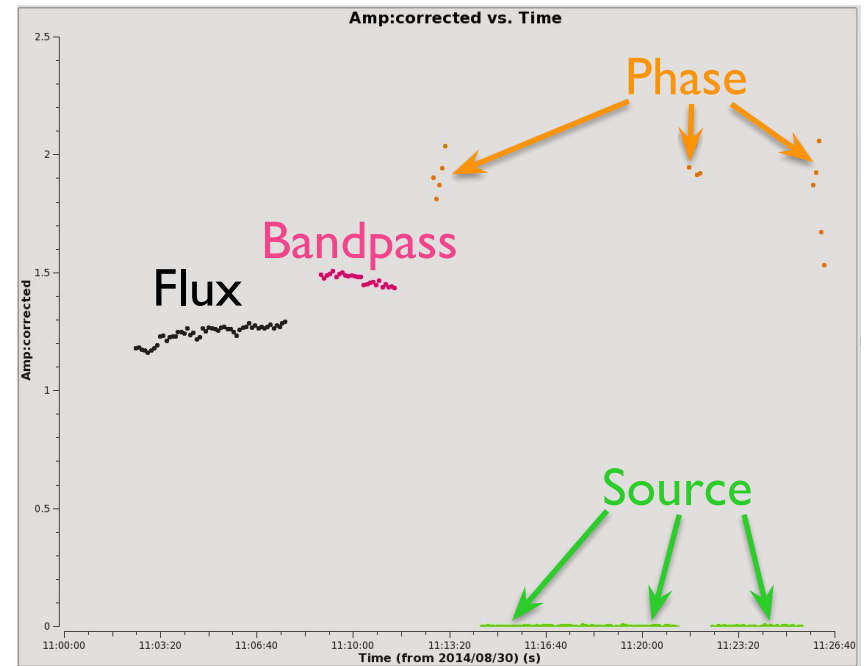 Amp:corrected vs. Time
2.5
2
1.5
1
0.5
0
Amp:corrected
Phase
Bandpass
Flux
Source
11:00:00 11:03:20 11:06:40 11:10:00 11:13:20 11:16:40 11:20:00 11:23:20 11:26:40
Time (from 2014/08/30) (s)